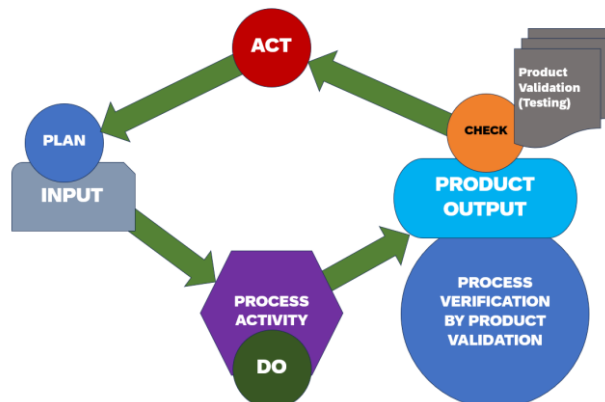 ACT
Product
Validation
(Testing)
CHECK
PLAN
INPUT
PRODUCT
OUTPUT
PROCESS
ACTIVITY
DO
PROCESS
VERIFICATION
BY PRODUCT
VALIDATION